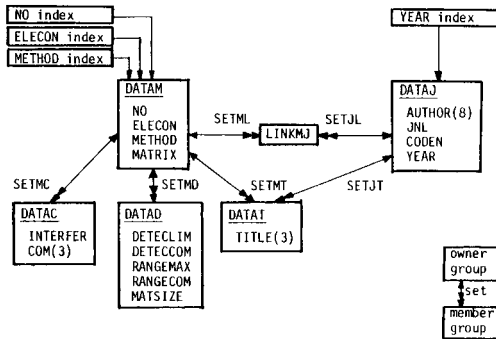 NO index
ELECON index
METHOD index
YEAR index
DATAM
NO
ELECON
METHOD
MATRIX
SETML
LINKMJ
SETJL
DATAJ
AUTHOR(8)
JNL
CODEN
YEAR
SETMC
SETMD
SETMT
SETJT
DATAC
INTERFER
COM(3)
DATAD
DETECLIM
DETECCOM
RANGEMAX
RANGECOM
MATSIZE
DATAT
TITLE(3)
owner
group
set
member
group